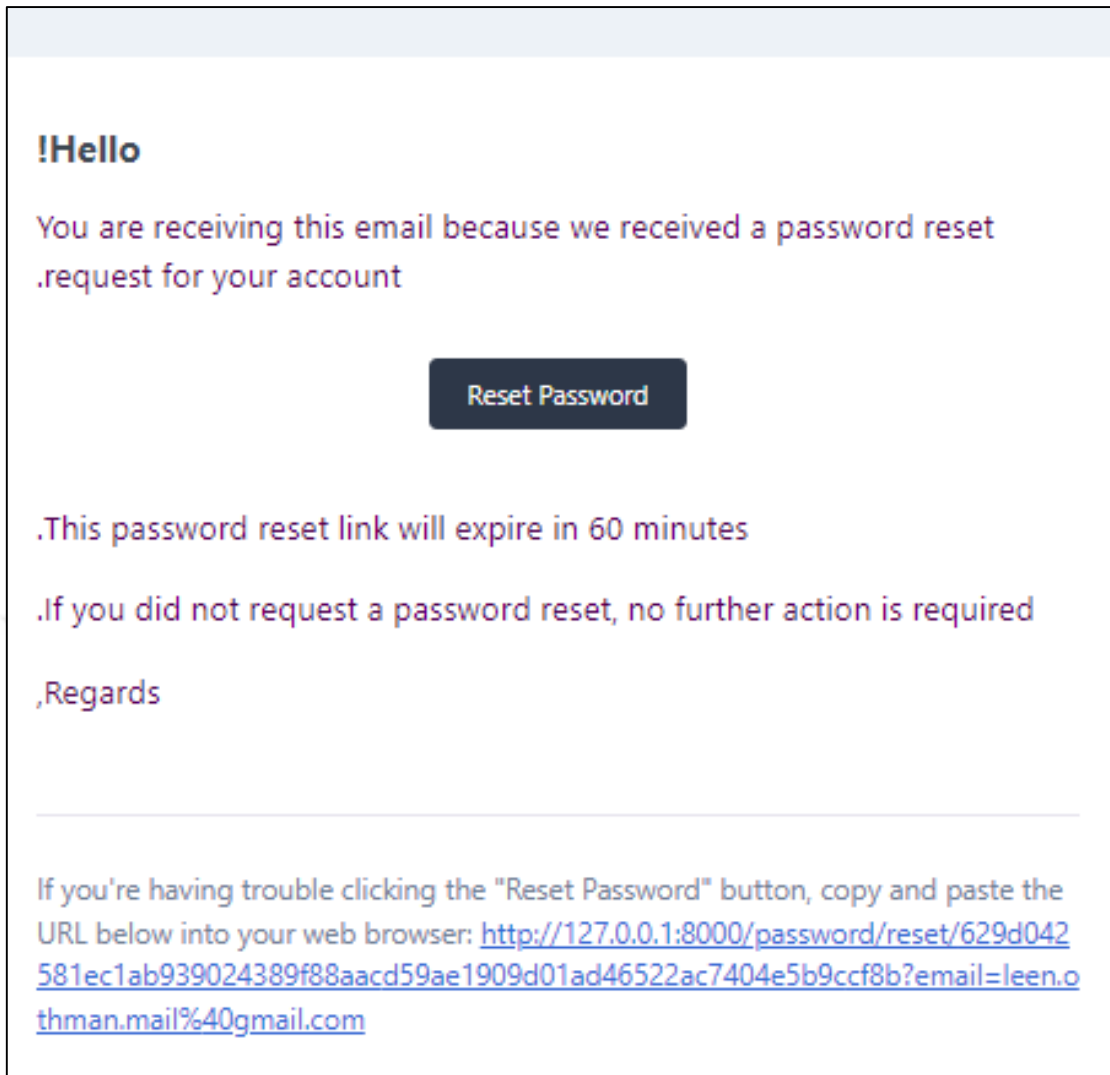 !Hello
You are receiving this email because we received a password reset
.request for your account
Reset Password
.This password reset link will expire in 60 minutes
.If you did not request a password reset, no further action is required
,Regards
If you're having trouble clicking the "Reset Password" button, copy and paste the
URL below into your web browser: http://127.0.0.1:8000/password/reset/629d042
581ec1ab939024389f88aacd59ae1909d01ad46522ac7404e5b9ccf8b?email=leen.o
thman.mail%40gmail.com